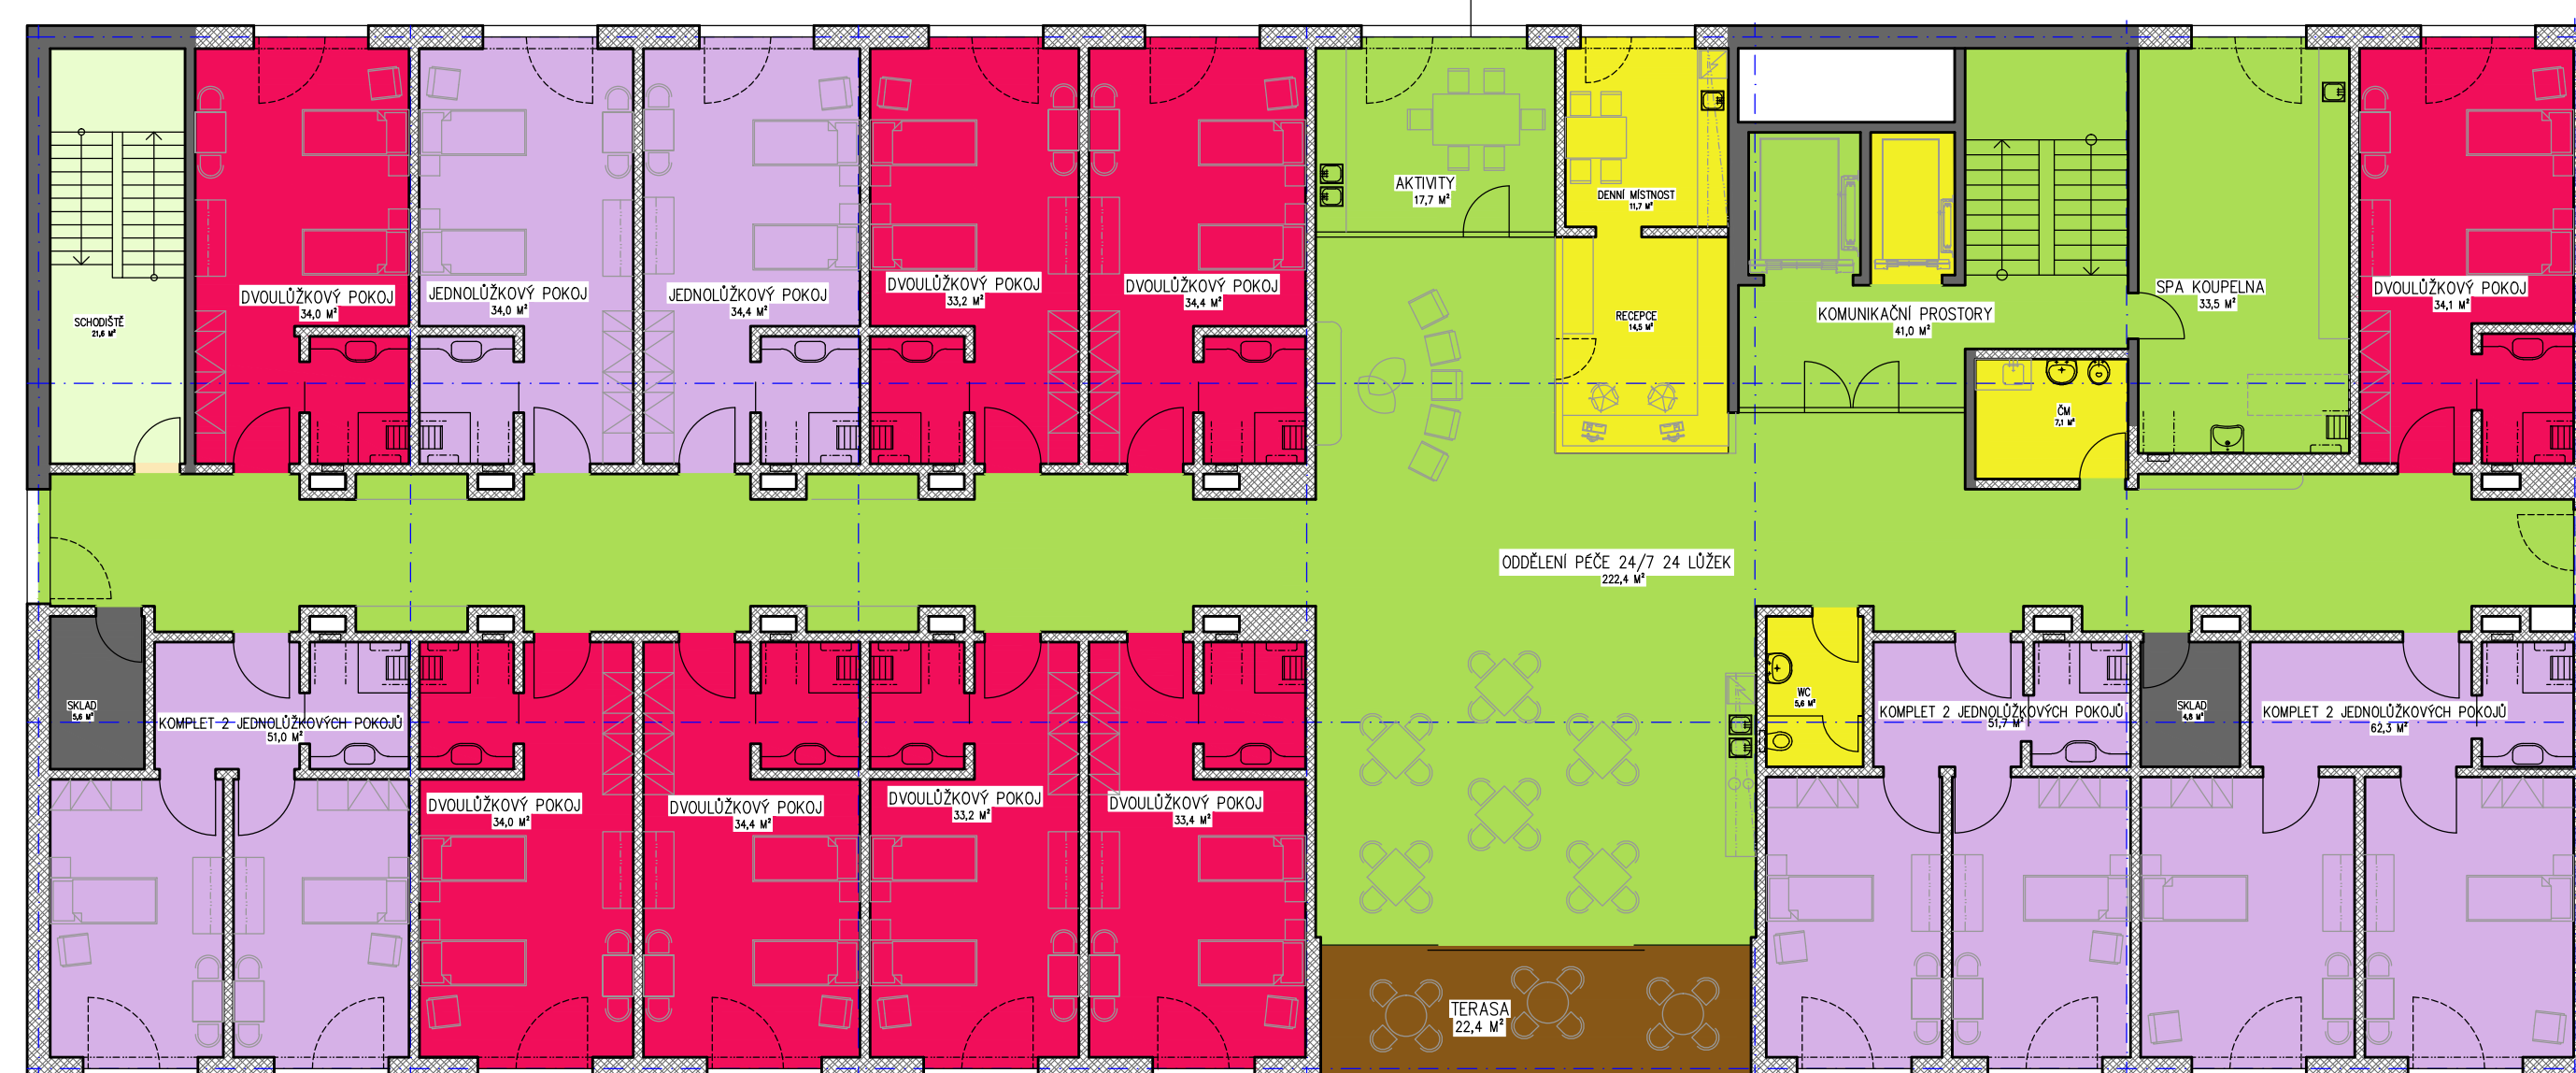 SCHODIŠTĚ
21,6 M²
DVOULŮŽKOVÝ POKOJ
34,0 M²
JEDNOLŮŽKOVÝ POKOJ
34,0 M²
JEDNOLŮŽKOVÝ POKOJ
34,4 M²
DVOULŮŽKOVÝ POKOJ
33,2 M²
DVOULŮŽKOVÝ POKOJ
34,4 M²
AKTIVITY
17,7 M²
DENNÍ MÍSTNOST
11,7 M²
RECEPCE
14,5 M²
KOMUNIKAČNÍ PROSTORY
41,0 M²
SPA KOUPELNA
33,5 M²
DVOULŮŽKOVÝ POKOJ
34,1 M²
ČM
7,1 M²
ODDĚLENÍ PÉČE 24/7 24 LŮŽEK
222,4 M²
SKLAD
5,6 M²
KOMPLET 2 JEDNOLŮŽKOVÝCH POKOJŮ
51,0 M²
DVOULŮŽKOVÝ POKOJ
34,0 M²
DVOULŮŽKOVÝ POKOJ
34,4 M²
DVOULŮŽKOVÝ POKOJ
33,2 M²
DVOULŮŽKOVÝ POKOJ
33,4 M²
WC
5,6 M²
KOMPLET 2 JEDNOLŮŽKOVÝCH POKOJŮ
51,7 M²
SKLAD
4,8 M²
KOMPLET 2 JEDNOLŮŽKOVÝCH POKOJŮ
62,3 M²
TERASA
22,4 M²